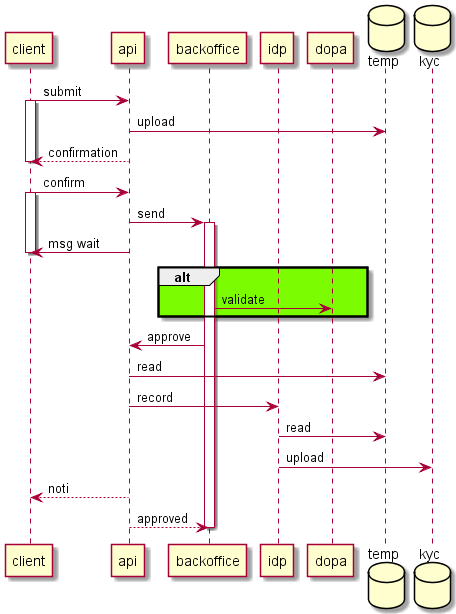 client api backoffice idp dopa temp kyc
submit
upload
confirmation
confirm
send
msg wait
alt
validate
approve
read
record
read
upload
noti
approved
client api backoffice idp dopa temp kyc